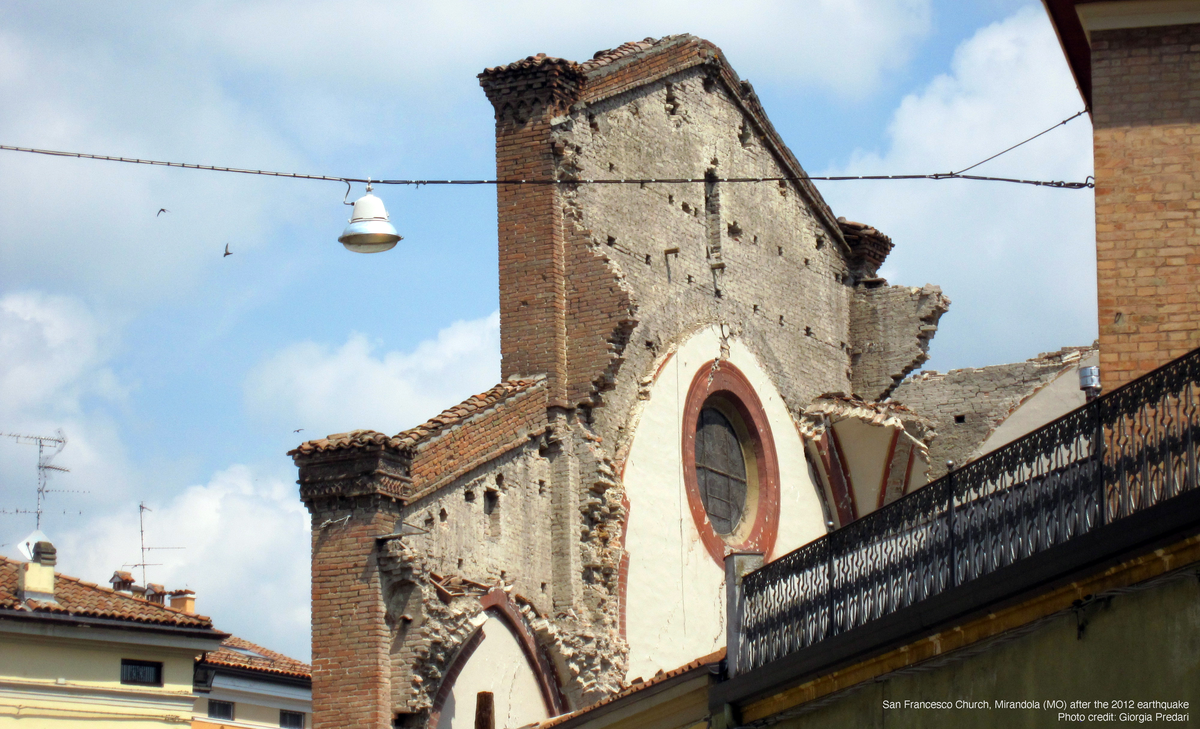 San Francesco Church, Mirandola (MO) after the 2012 earthquake
Photo credit: Giorgia Predari